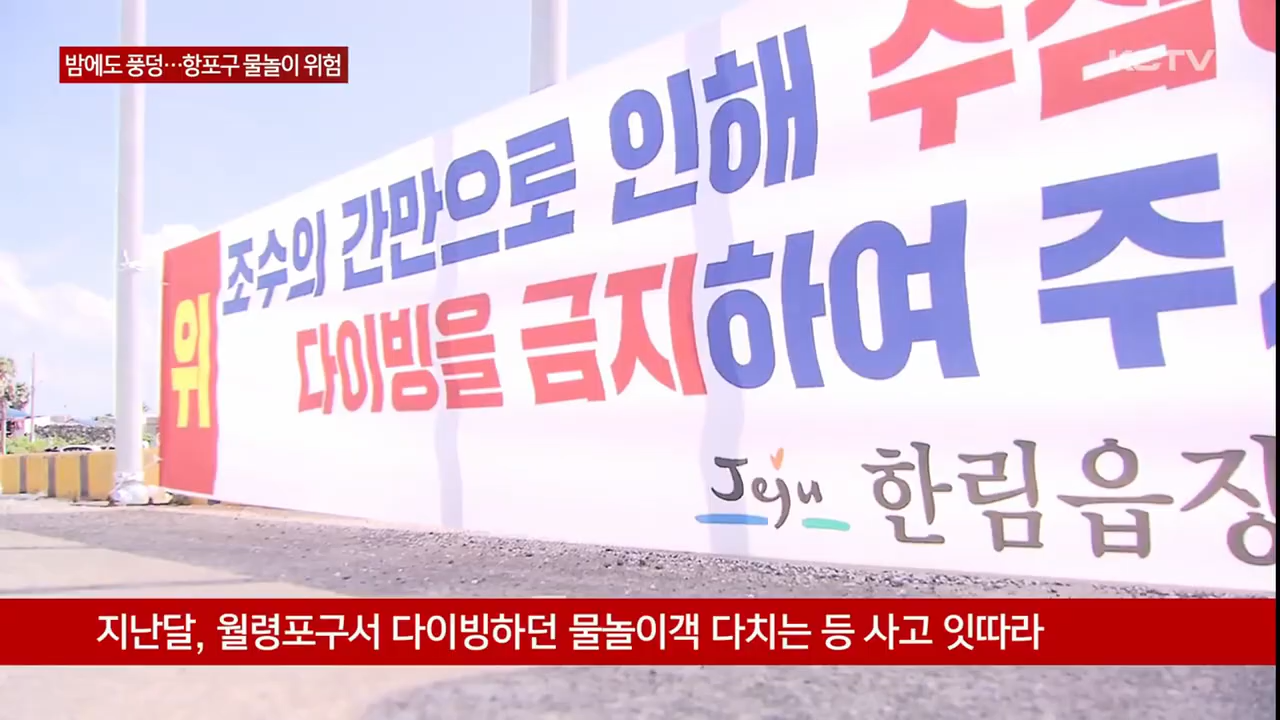 밤에도 풍덩…항포구 물놀이 위험
KCTV
위
조수의 간만으로 인해
다이빙을 금지하여 주
Jeju 한림읍장
지난달, 월령포구서 다이빙하던 물놀이객 다치는 등 사고 잇따라